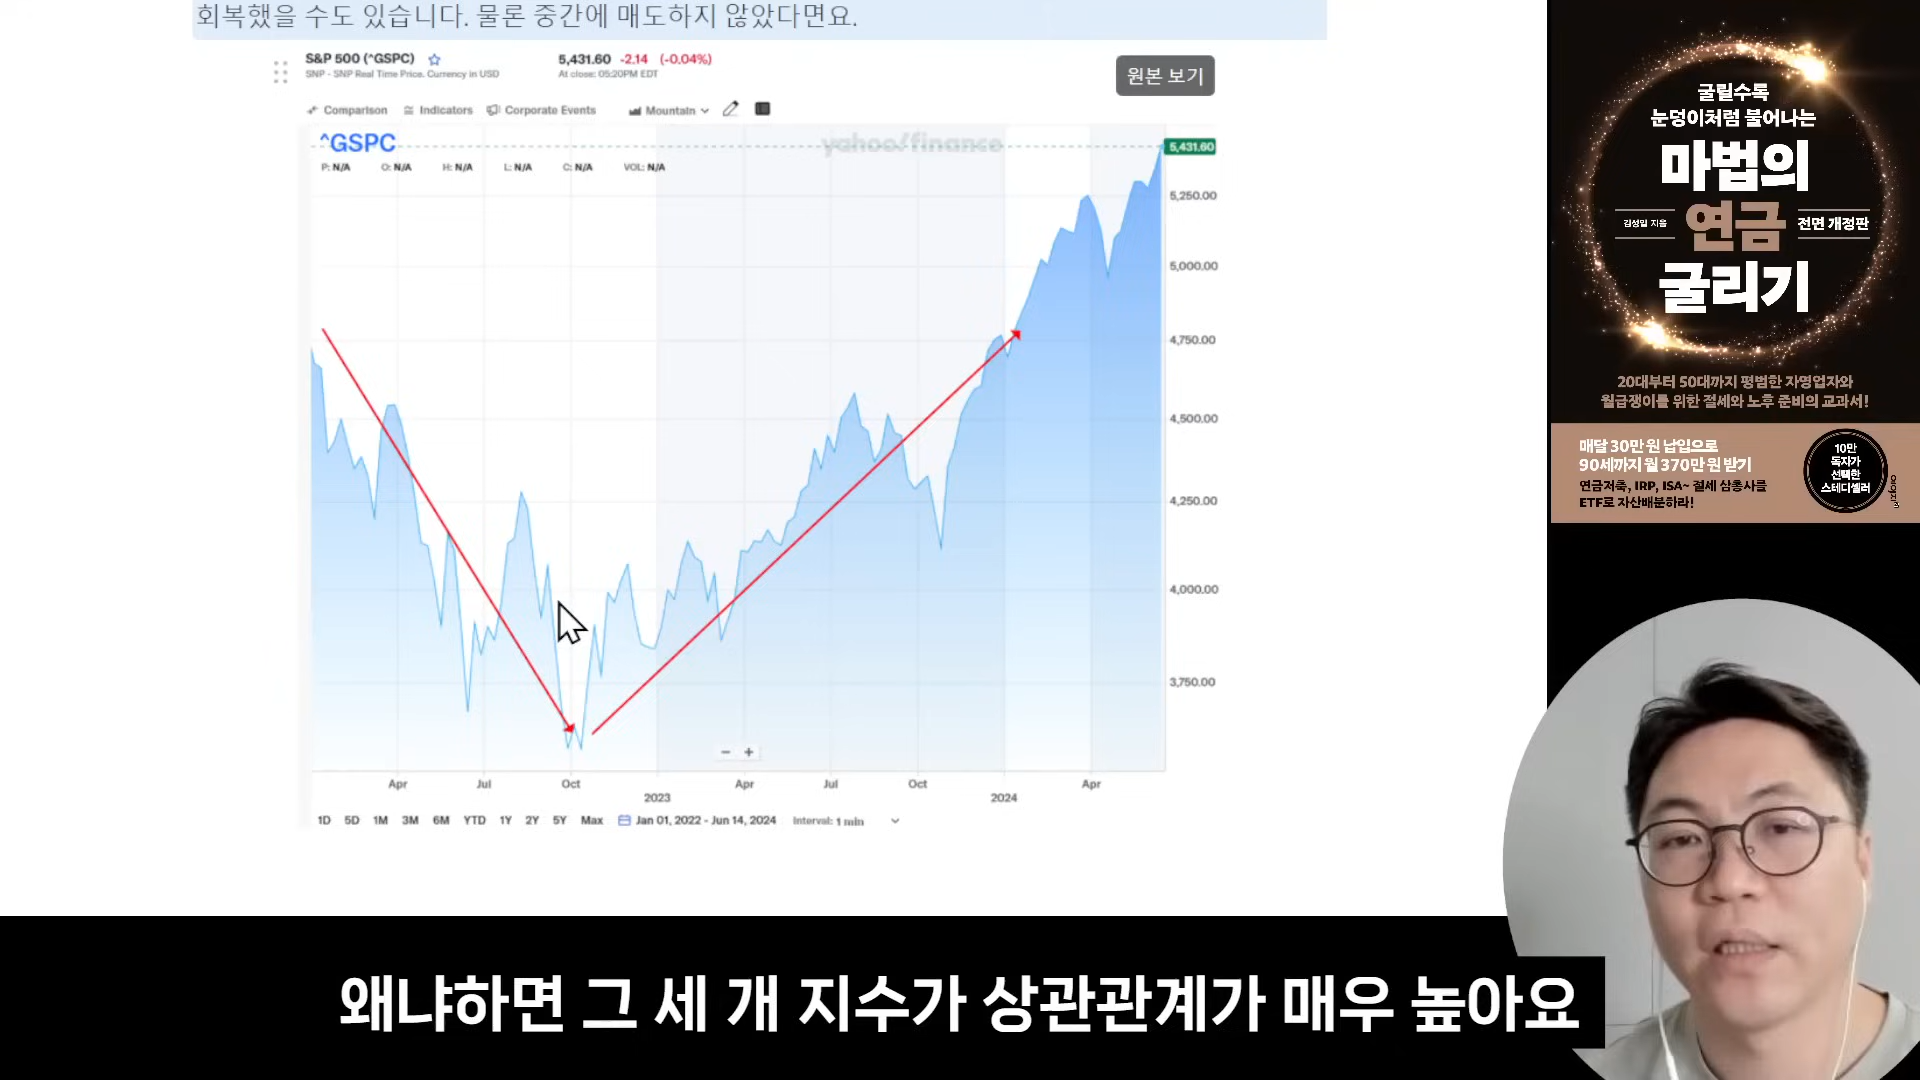 회복했을 수도 있습니다. 물론 중간에 매도하지 않았다면요.
S&P 500 (^GSPC)
SNP - SNP Real Time Price. Currency in USD
5,431.60 -2.14 (-0.04%)
At close: 05:20PM EDT
원본 보기
Comparison Indicators Corporate Events Mountain
^GSPC
yahoo!finance
P: N/A O: N/A H: N/A L: N/A C: N/A VOL: N/A
5,431.60
5,250.00
5,000.00
4,750.00
4,500.00
4,250.00
4,000.00
3,750.00
Apr Jul Oct 2023 Apr Jul Oct 2024 Apr
1D 5D 1M 3M 6M YTD 1Y 2Y 5Y Max Jan 01, 2022 - Jun 14, 2024 Interval: 1 min
굴릴수록
눈덩이처럼 불어나는
마법의
김성일 지음 연금 전면 개정판
굴리기
20대부터 50대까지 평범한 자영업자와
월급쟁이를 위한 절세와 노후 준비의 교과서!
매달 30만 원 납입으로
90세까지 월 370만 원 받기
연금저축, IRP, ISA~ 절세 삼총사를
ETF로 자산배분하라!
10만
독자가
선택한
스테디셀러
왜냐하면 그 세 개 지수가 상관관계가 매우 높아요